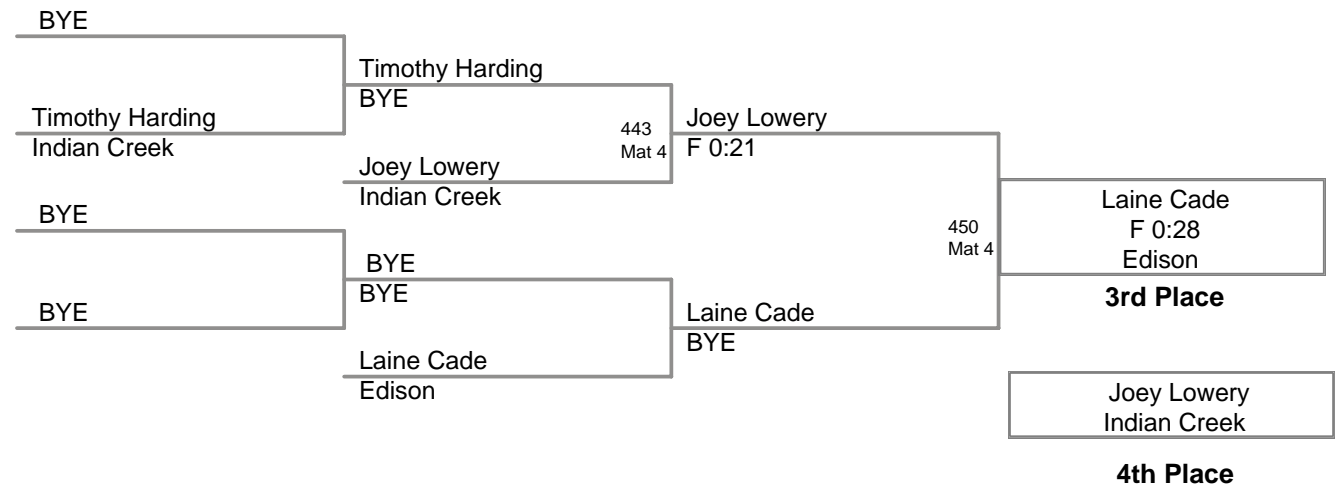 BYE
Timothy Harding
BYE
Timothy Harding
Indian Creek
443
Mat 4
Joey Lowery
F 0:21
Joey Lowery
Indian Creek
BYE
BYE
BYE
BYE
Laine Cade
Edison
Laine Cade
BYE
450
Mat 4
Laine Cade
F 0:28
Edison
3rd Place
Joey Lowery
Indian Creek
4th Place